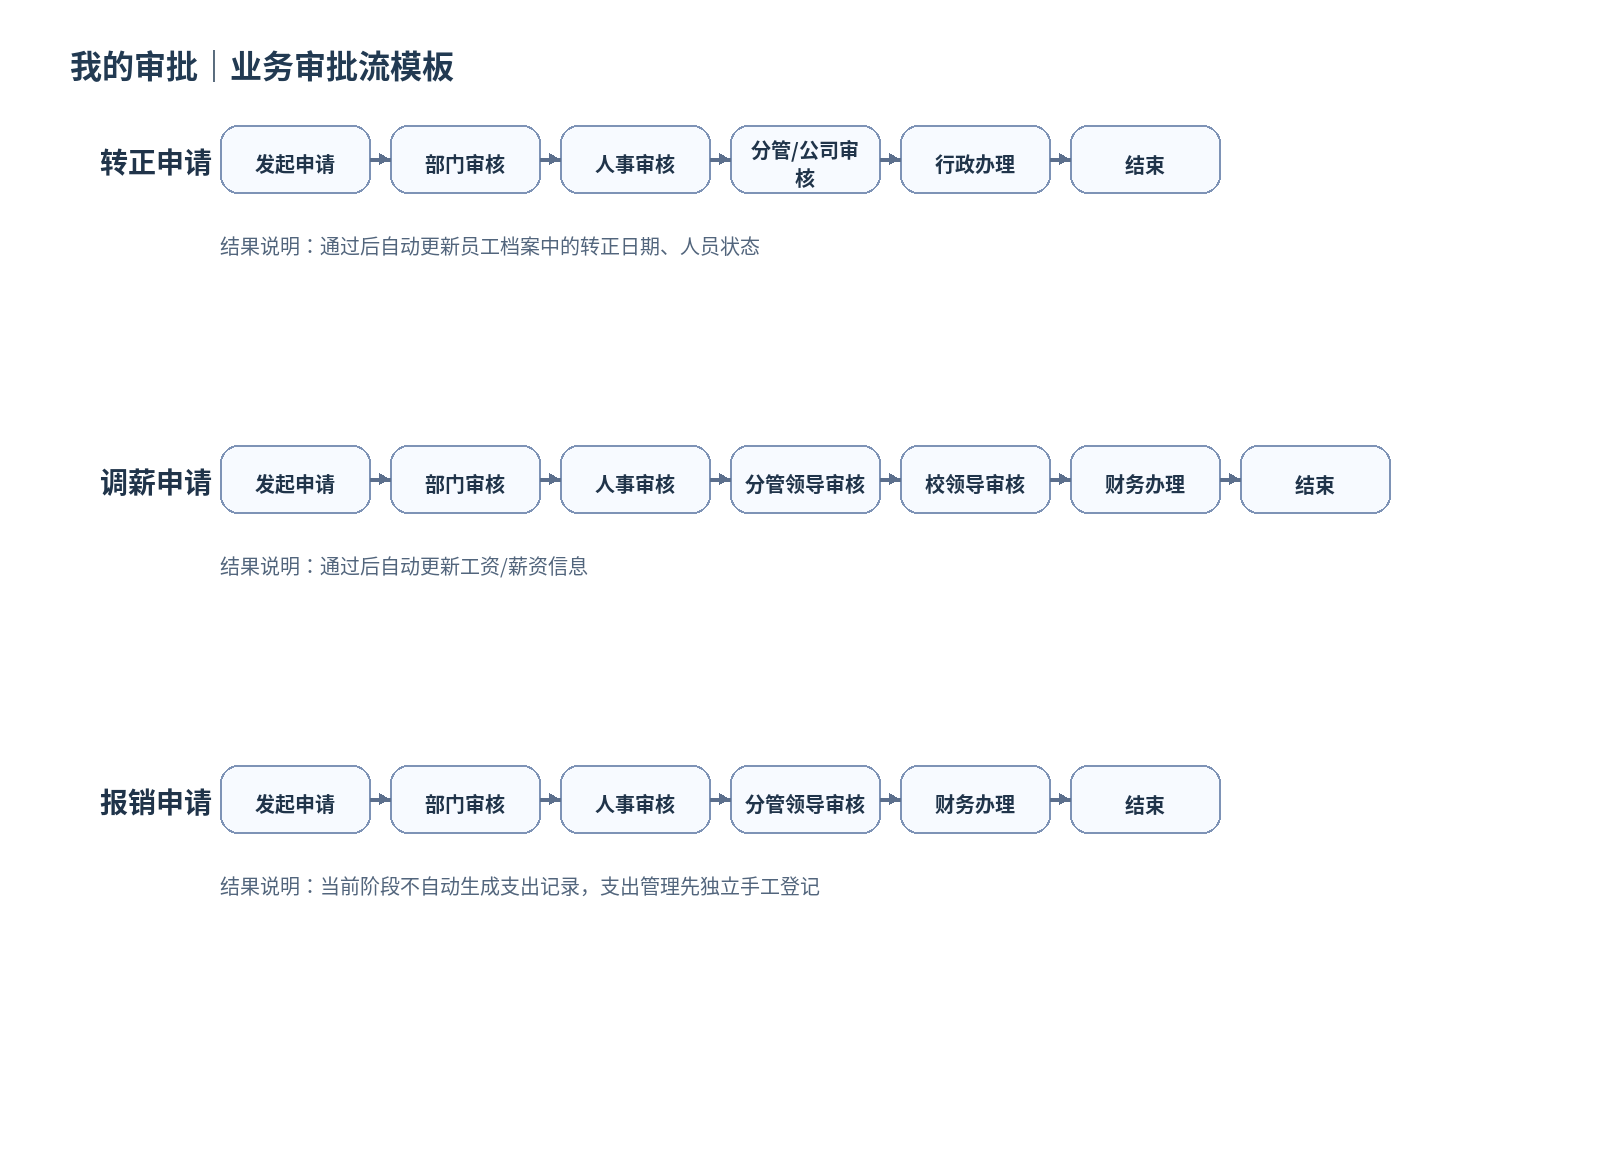 我的审批｜业务审批流模板
转正申请
发起申请
部门审核
人事审核
分管/公司审
核
行政办理
结束
结果说明：通过后自动更新员工档案中的转正日期、人员状态
调薪申请
发起申请
部门审核
人事审核
分管领导审核
校领导审核
财务办理
结束
结果说明：通过后自动更新工资/薪资信息
报销申请
发起申请
部门审核
人事审核
分管领导审核
财务办理
结束
结果说明：当前阶段不自动生成支出记录，支出管理先独立手工登记